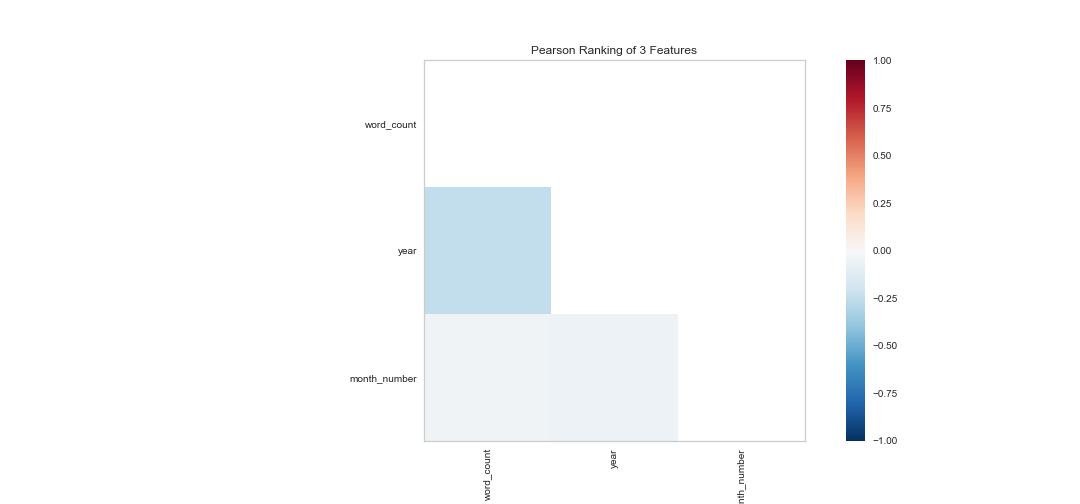 Pearson Ranking of 3 Features
word_count
year
month_number
1.00
0.75
0.50
0.25
0.00
−0.25
−0.50
−0.75
−1.00
word_count
year
nth_number